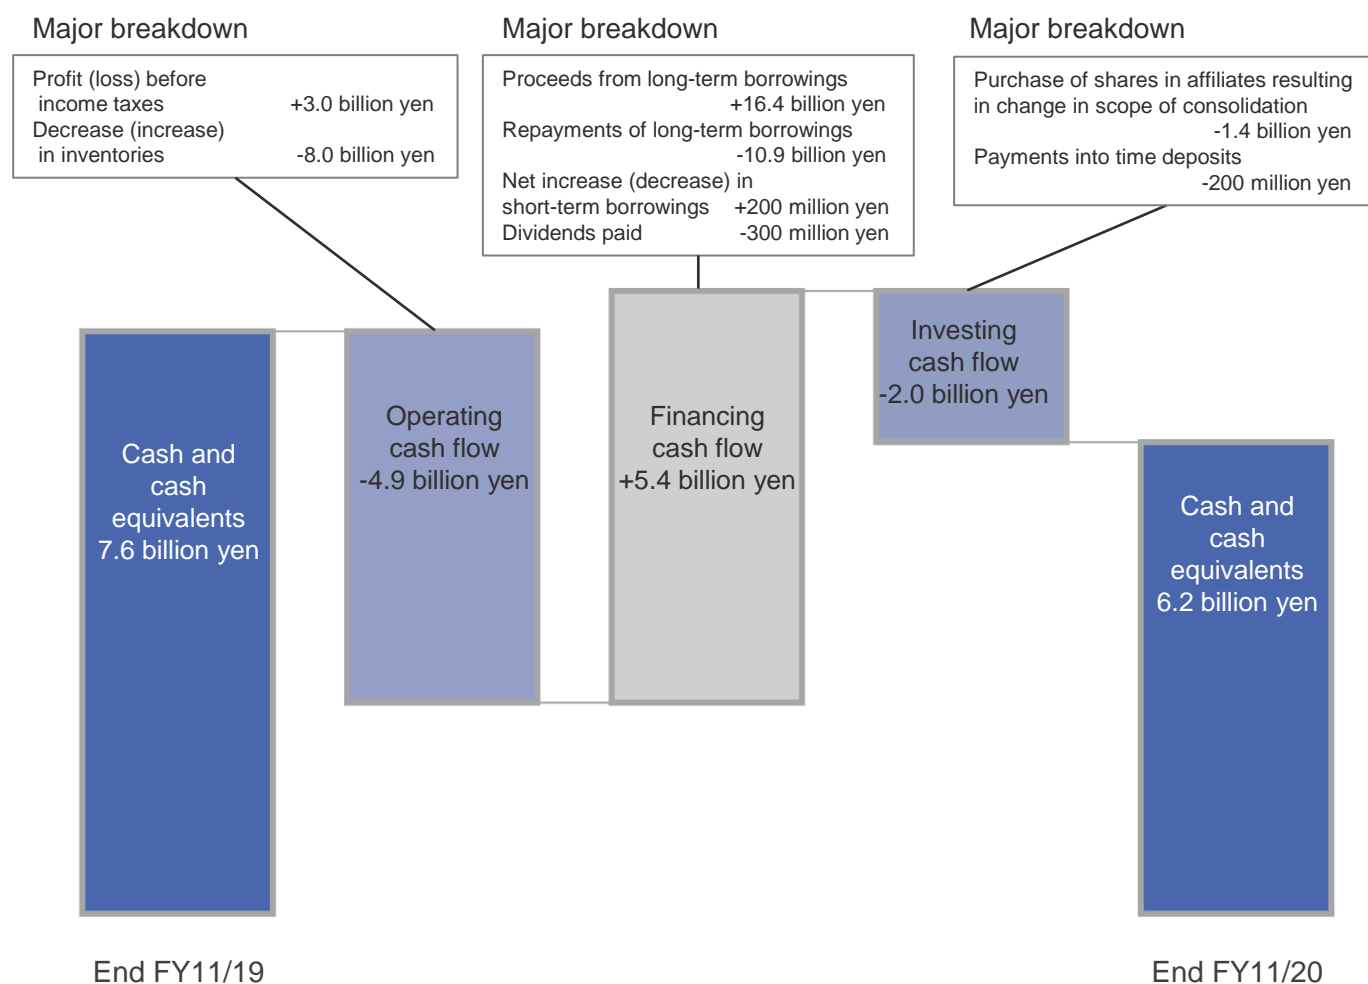 Major breakdown
Profit (loss) before
income taxes +3.0 billion yen
Decrease (increase)
in inventories -8.0 billion yen
Major breakdown
Proceeds from long-term borrowings
+16.4 billion yen
Repayments of long-term borrowings
-10.9 billion yen
Net increase (decrease) in
short-term borrowings +200 million yen
Dividends paid -300 million yen
Major breakdown
Purchase of shares in affiliates resulting
in change in scope of consolidation
-1.4 billion yen
Payments into time deposits
-200 million yen
Cash and
cash
equivalents
7.6 billion yen
Operating
cash flow
-4.9 billion yen
Financing
cash flow
+5.4 billion yen
Investing
cash flow
-2.0 billion yen
Cash and
cash
equivalents
6.2 billion yen
End FY11/19
End FY11/20